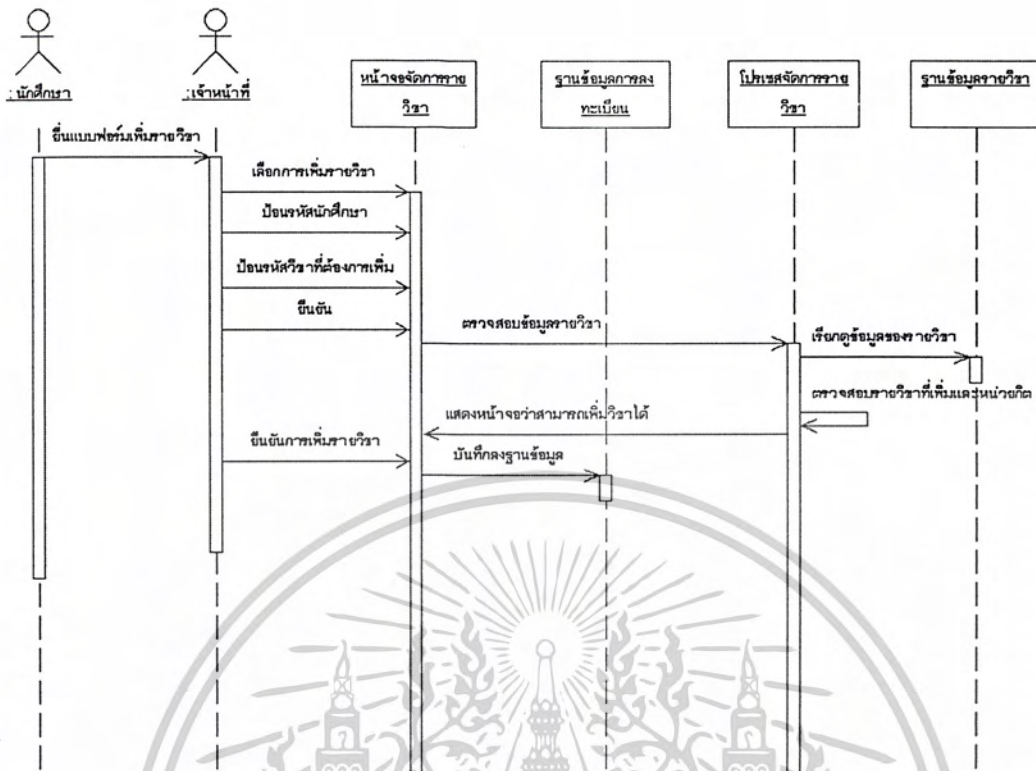 : นักศึกษา
:เจ้าหน้าที่
หน้าจอจัดการราย
วิชา
ฐานข้อมูลการลง
ทะเบียน
โปรเซสจัดการราย
วิชา
ฐานข้อมูลรายวิชา
ยื่นแบบฟอร์มเพิ่มรายวิชา
เลือกการเพิ่มรายวิชา
ป้อนรหัสนักศึกษา
ป้อนรหัสวิชาที่ต้องการเพิ่ม
ยืนยัน
ตรวจสอบข้อมูลรายวิชา
เรียกดูข้อมูลของรายวิชา
ตรวจสอบรายวิชาที่เพิ่มและหน่วยกิต
แสดงหน้าจอว่าสามารถเพิ่มวิชาได้
ยืนยันการเพิ่มรายวิชา
บันทึกลงฐานข้อมูล